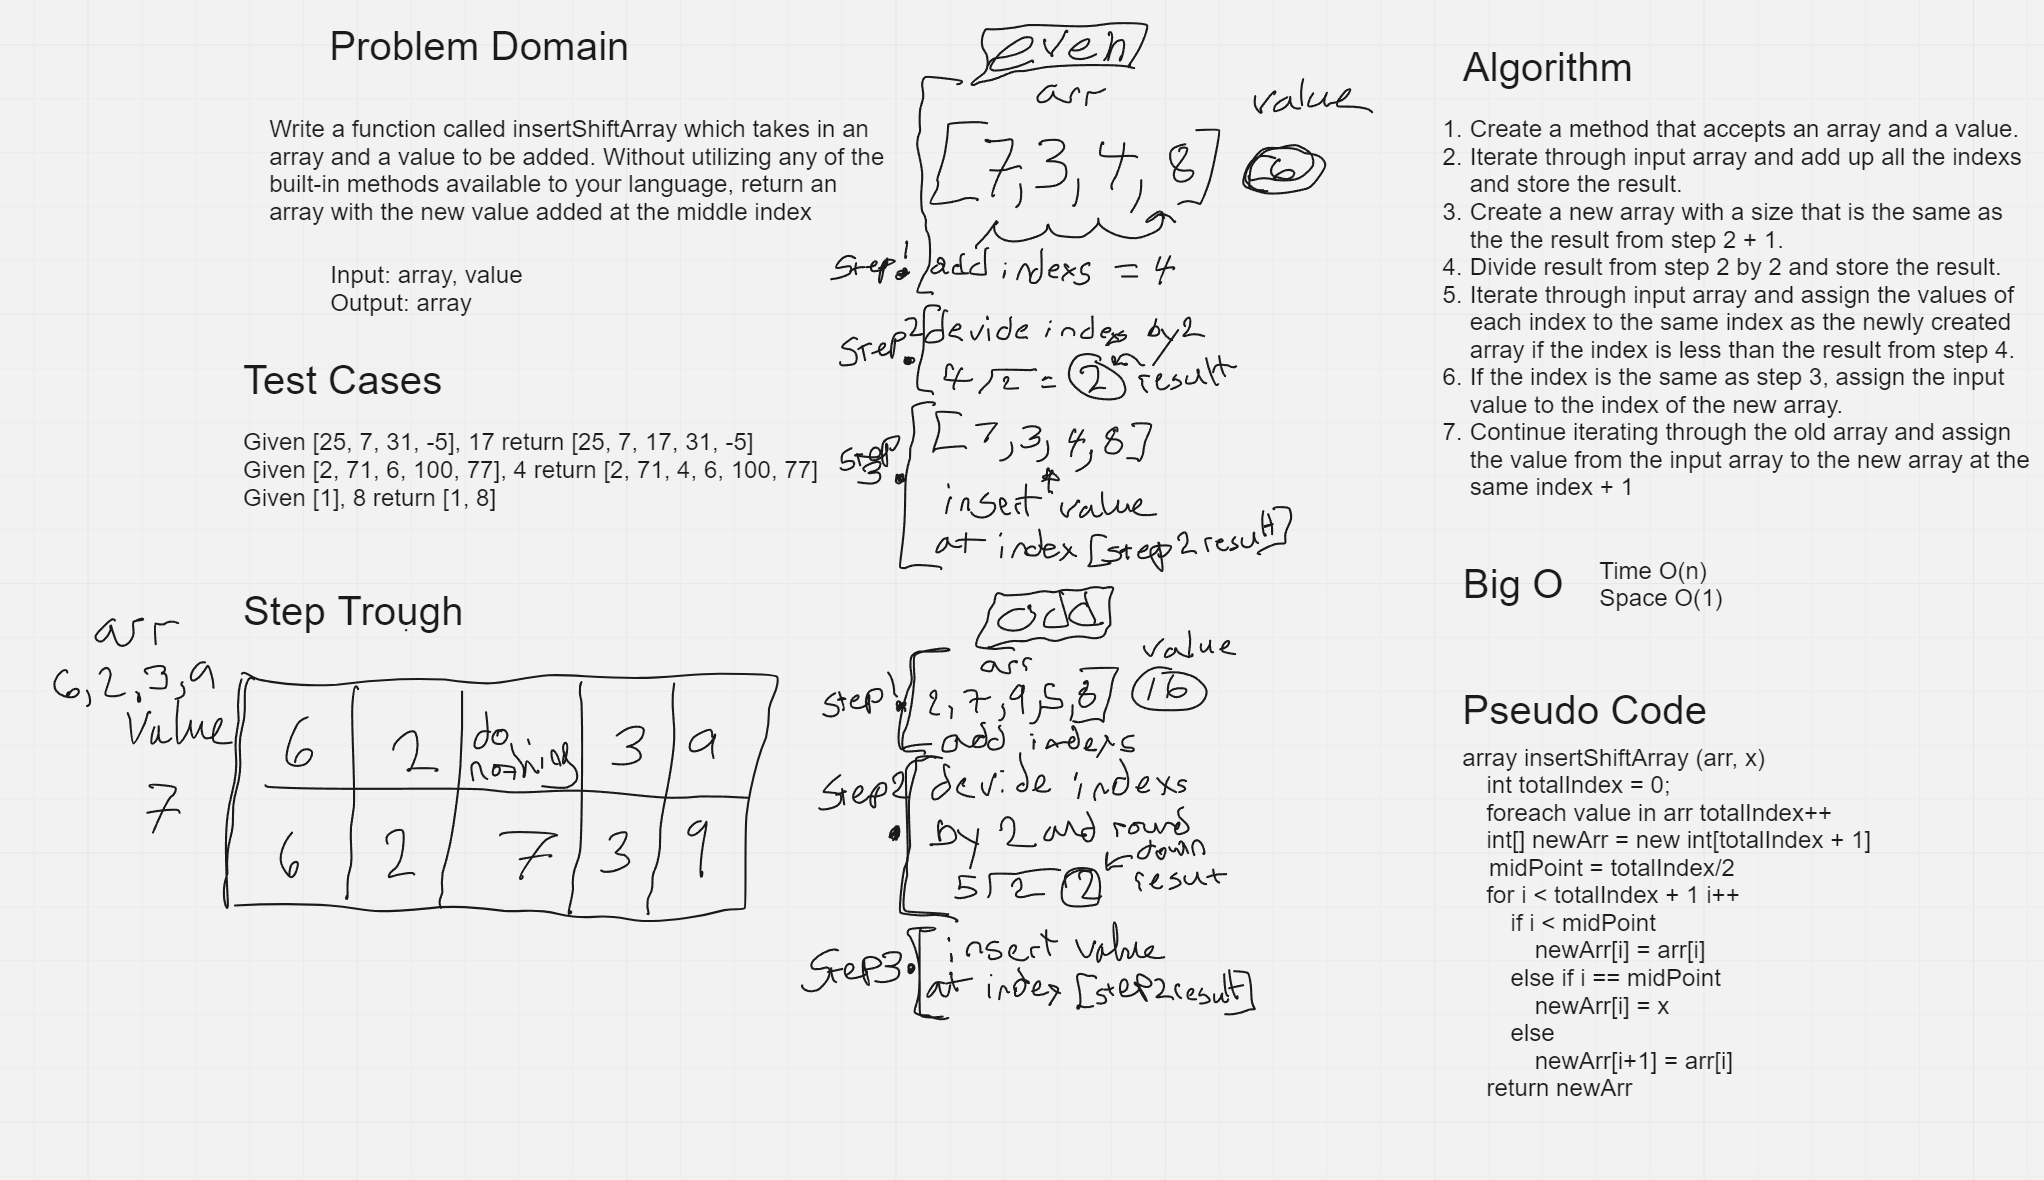 Problem Domain
Write a function called insertShiftArray which takes in an
array and a value to be added. Without utilizing any of the
built-in methods available to your language, return an
array with the new value added at the middle index
Input: array, value
Output: array
Test Cases
Given [25, 7, 31, -5], 17 return [25, 7, 17, 31, -5]
Given [2, 71, 6, 100, 77], 4 return [2, 71, 4, 6, 100, 77]
Given [1], 8 return [1, 8]
Step Trough
arr
6,2,3,9
Value
7
6 2 do nothing 3 9
6 2 7 3 9
even
arr
value
[7,3,4,8] 6
Step 1. add indexs = 4
Step 2. devide index by 2
4 √2 = 2 ← result
Step 3. [7,3,4,8]
insert value
at index [step 2 result]
odd
arr
value
step 1. 2,7,9,5,8] 16
add indexs
Step 2. devide indexs
by 2 and round
down
5 √2 2 ← resut
Step 3. insert value
at index [step 2 result]
Algorithm
1. Create a method that accepts an array and a value.
2. Iterate through input array and add up all the indexs
and store the result.
3. Create a new array with a size that is the same as
the the result from step 2 + 1.
4. Divide result from step 2 by 2 and store the result.
5. Iterate through input array and assign the values of
each index to the same index as the newly created
array if the index is less than the result from step 4.
6. If the index is the same as step 3, assign the input
value to the index of the new array.
7. Continue iterating through the old array and assign
the value from the input array to the new array at the
same index + 1
Big O
Time O(n)
Space O(1)
Pseudo Code
array insertShiftArray (arr, x)
int totalIndex = 0;
foreach value in arr totalIndex++
int[] newArr = new int[totalIndex + 1]
midPoint = totalIndex/2
for i < totalIndex + 1 i++
if i < midPoint
newArr[i] = arr[i]
else if i == midPoint
newArr[i] = x
else
newArr[i+1] = arr[i]
return newArr